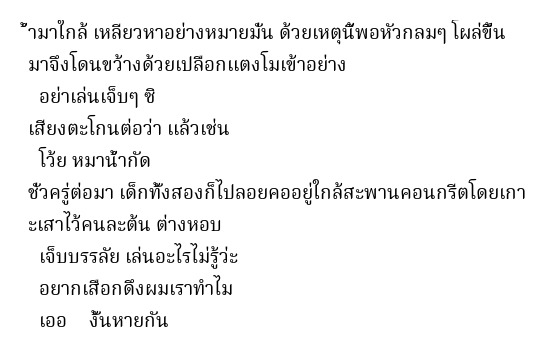 ้ำมาใกล้ เหลียวหาอย่างหมายมั่น ด้วยเหตุนี้พอหัวกลมๆ โผล่ขึ้น
มาจึงโดนขว้างด้วยเปลือกแตงโมเข้าอย่าง
อย่าเล่นเจ็บๆ ซิ
เสียงตะโกนต่อว่า แล้วเช่น
โว้ย หมาน้ำกัด
ชั่วครู่ต่อมา เด็กทั้งสองก็ไปลอยคออยู่ใกล้สะพานคอนกรีตโดยเกา
ะเสาไว้คนละต้น ต่างหอบ
เจ็บบรรลัย เล่นอะไรไม่รู้ว่ะ
อยากเสือกดึงผมเราทำไม
เออ งั้นหายกัน